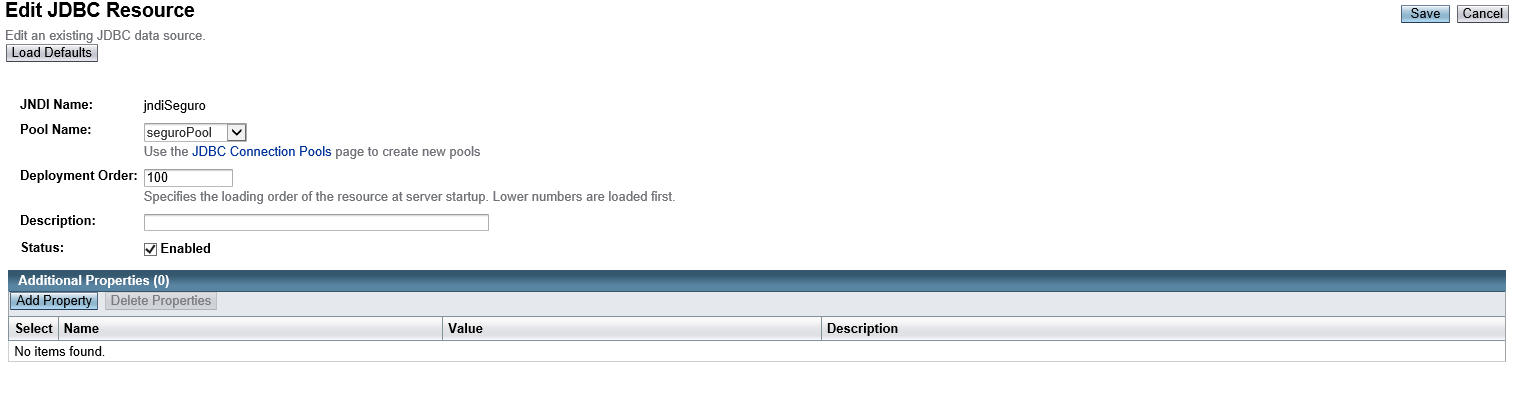 Edit JDBC Resource
Save Cancel
Edit an existing JDBC data source.
Load Defaults
JNDI Name: jndiSeguro
Pool Name: seguroPool
Use the JDBC Connection Pools page to create new pools
Deployment Order: 100
Specifies the loading order of the resource at server startup. Lower numbers are loaded first.
Description:
Status: Enabled
Additional Properties (0)
Add Property Delete Properties
Select Name Value Description
No items found.